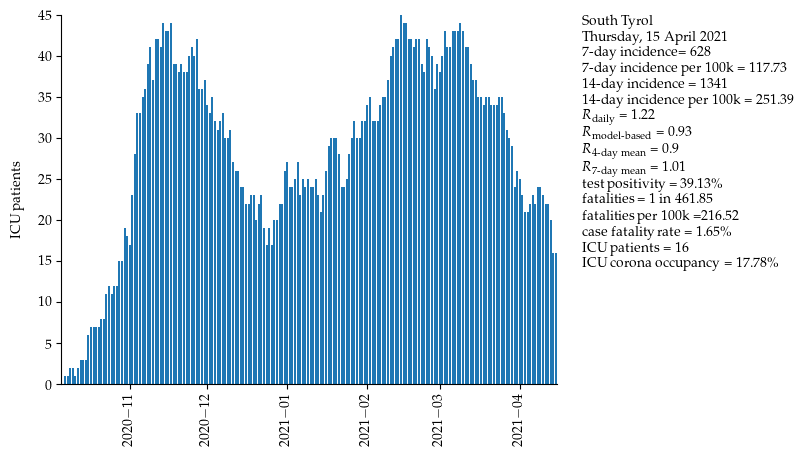 45
40
35
30
25
20
15
10
5
0
ICU patients
2020−11
2020−12
2021−01
2021−02
2021−03
2021−04
South Tyrol
Thursday, 15 April 2021
7-day incidence= 628
7-day incidence per 100k = 117.73
14-day incidence = 1341
14-day incidence per 100k = 251.39
Rdaily = 1.22
Rmodel-based = 0.93
R4-day mean = 0.9
R7-day mean = 1.01
test positivity = 39.13%
fatalities = 1 in 461.85
fatalities per 100k =216.52
case fatality rate = 1.65%
ICU patients = 16
ICU corona occupancy = 17.78%